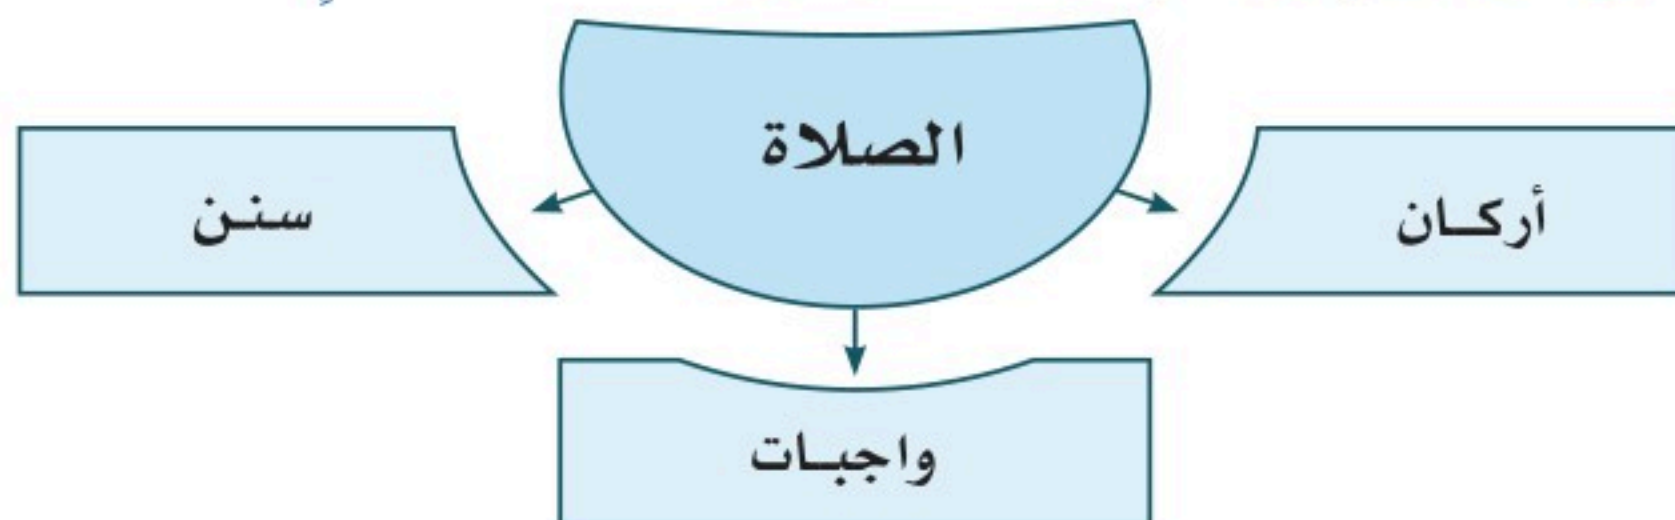 الصلاة
أركان
سنن
واجبات